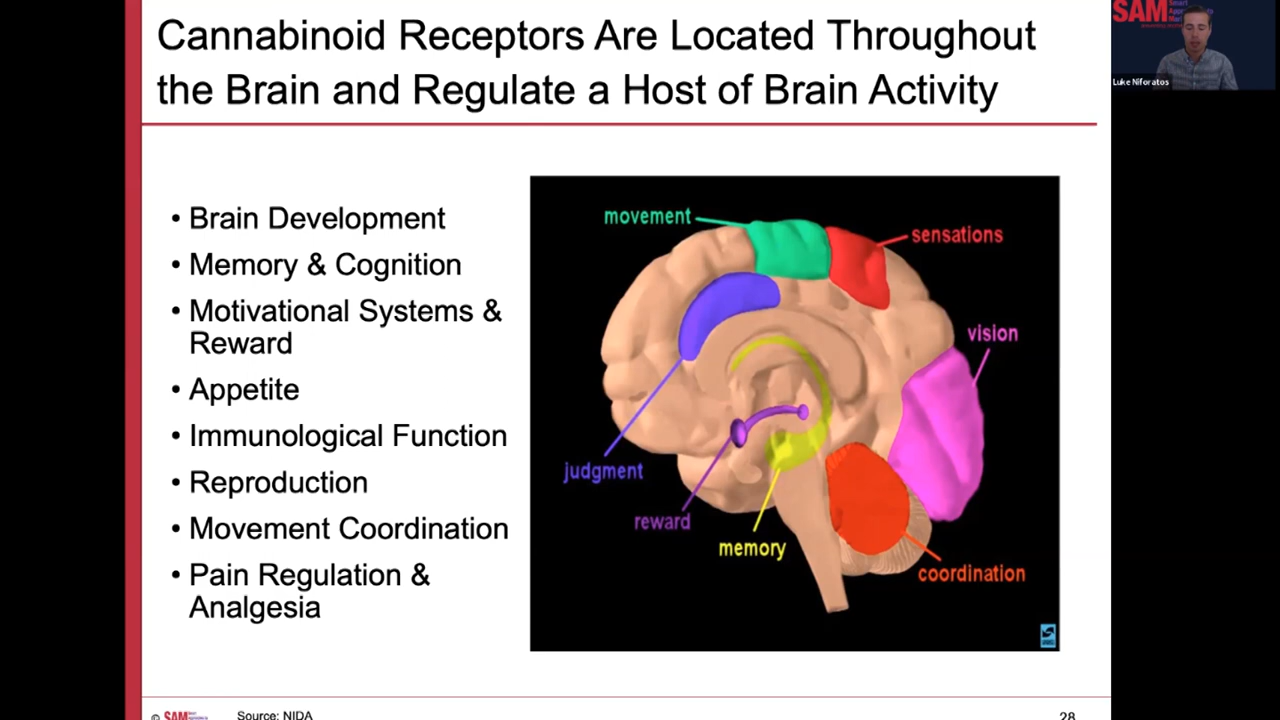 Cannabinoid Receptors Are Located Throughout
the Brain and Regulate a Host of Brain Activity
• Brain Development
• Memory & Cognition
• Motivational Systems &
Reward
• Appetite
• Immunological Function
• Reproduction
• Movement Coordination
• Pain Regulation &
Analgesia
movement
sensations
vision
judgment
reward
memory
coordination
© SAM
Source: NIDA
28
SAM
Luke Niforatos